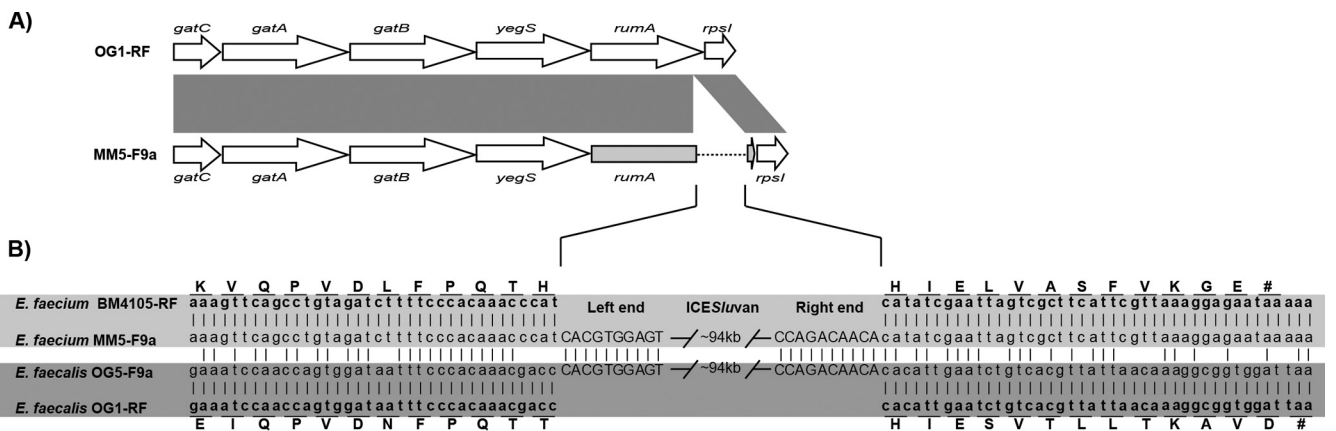 A)
gatC gatA gatB yegS rumA rpsI
OG1-RF
MM5-F9a
gatC gatA gatB yegS rumA rpsI
B)
K V Q P V D L F P Q T H H I E L V A S F V K G E #
E. faecium BM4105-RF aaagttcagcctgtagatcttttcccacaaacccat Left end ICESluvan Right end catatcgaattagtcgcttcattcgttaaaggagaataaaaa
E. faecium MM5-F9a aaagttcagcctgtagatcttttcccacaaacccat CACGTGGAGT ~94kb CCAGACAACA catatcgaattagtcgcttcattcgttaaaggagaataaaaa
E. faecalis OG5-F9a gaaatccaaccagtggataatttcccacaaacgacc CACGTGGAGT ~94kb CCAGACAACA cacattgaatctgtcacgttattaacaaaggcggtggattaa
E. faecalis OG1-RF gaaatccaaccagtggataatttcccacaaacgacc cacattgaatctgtcacgttattaacaaaggcggtggattaa
E I Q P V D N F P Q T T H I E S V T L L T K A V D #